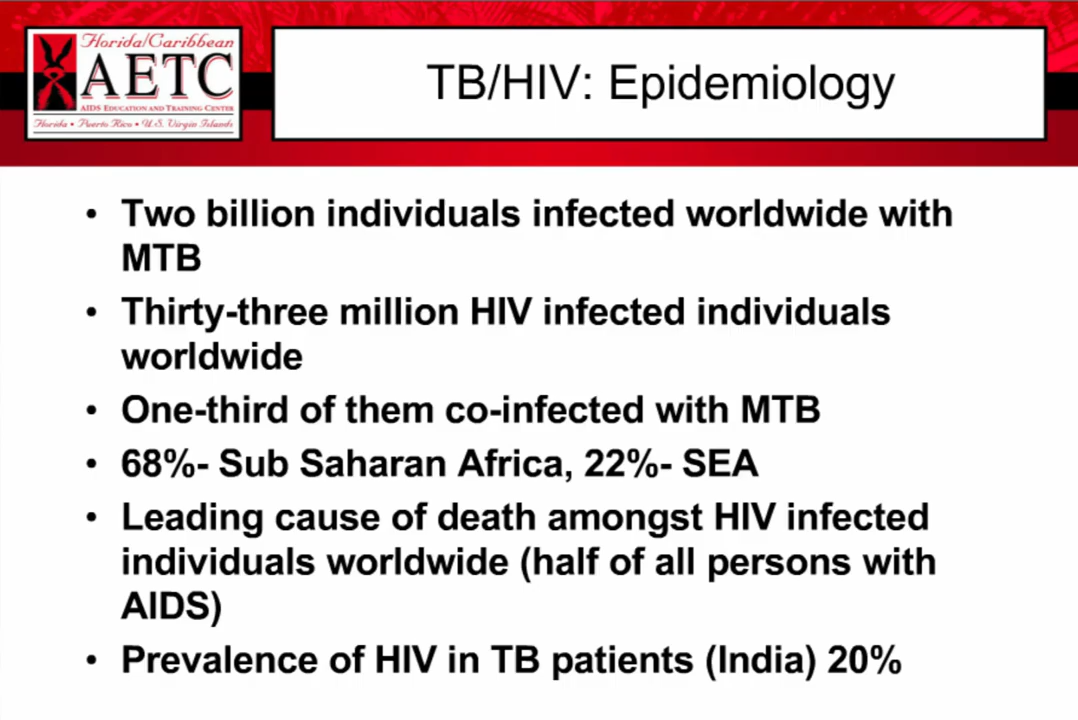 Florida/Caribbean
AETC
AIDS EDUCATION AND TRAINING CENTER
Florida • Puerto Rico • U.S. Virgin Islands
TB/HIV: Epidemiology
• Two billion individuals infected worldwide with
MTB
• Thirty-three million HIV infected individuals
worldwide
• One-third of them co-infected with MTB
• 68%- Sub Saharan Africa, 22%- SEA
• Leading cause of death amongst HIV infected
individuals worldwide (half of all persons with
AIDS)
• Prevalence of HIV in TB patients (India) 20%